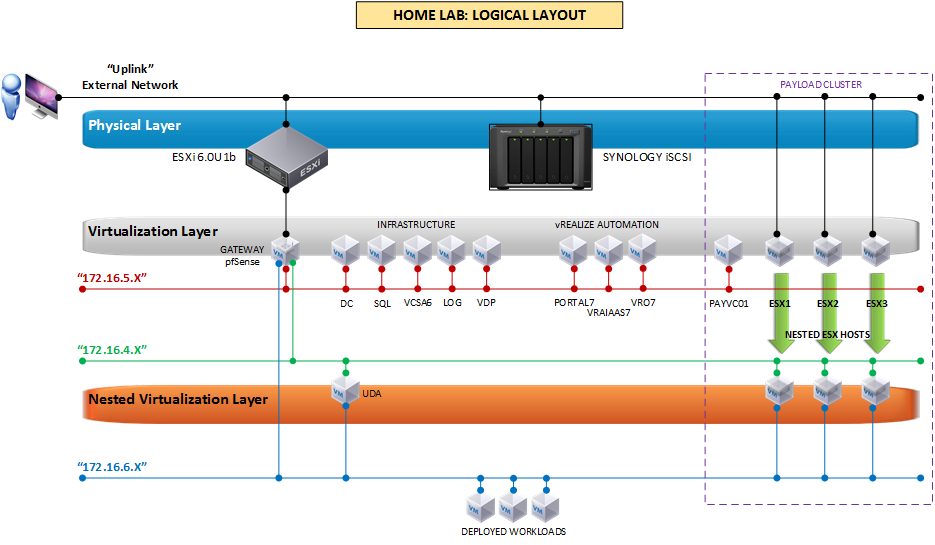 HOME LAB: LOGICAL LAYOUT
“Uplink”
External Network
PAYLOAD CLUSTER
Physical Layer
ESXi 6.0U1b
ESXi
SYNOLOGY iSCSI
Virtualization Layer
INFRASTRUCTURE
vREALIZE AUTOMATION
GATEWAY
pfSense
VM
VM
VM
VM
VM
VM
VM
VM
VM
VM
VM
VM
VM
“172.16.5.X”
DC
SQL
VCSA6
LOG
VDP
PORTAL7
VRAIAAS7
VRO7
PAYVC01
ESX1
ESX2
ESX3
NESTED ESX HOSTS
“172.16.4.X”
Nested Virtualization Layer
VM
UDA
VM
VM
VM
“172.16.6.X”
VM
VM
VM
DEPLOYED WORKLOADS